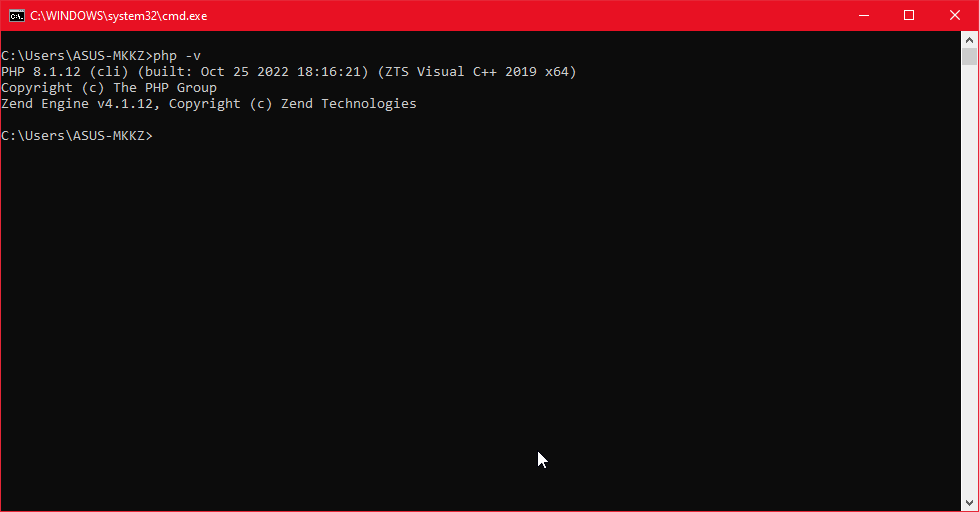 C:\WINDOWS\system32\cmd.exe
C:\Users\ASUS-MKKZ>php -v
PHP 8.1.12 (cli) (built: Oct 25 2022 18:16:21) (ZTS Visual C++ 2019 x64)
Copyright (c) The PHP Group
Zend Engine v4.1.12, Copyright (c) Zend Technologies
C:\Users\ASUS-MKKZ>